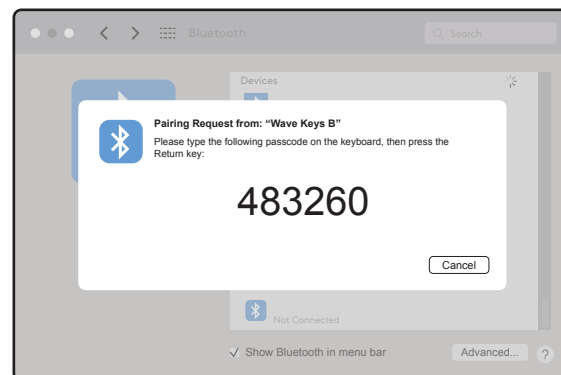 Bluetooth
Search
Devices
Pairing Request from: “Wave Keys B”
Please type the following passcode on the keyboard, then press the
Return key:
483260
Cancel
Not Connected
Show Bluetooth in menu bar
Advanced...
?